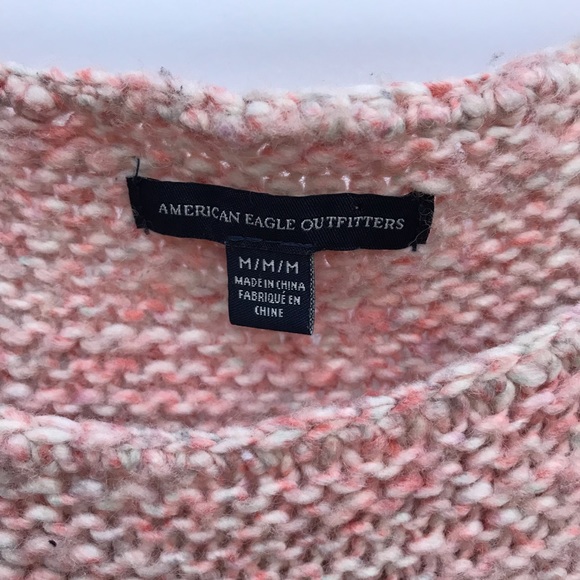 AMERICAN EAGLE OUTFITTERS
M/M/M
MADE IN CHINA
FABRIQUÉ EN
CHINE